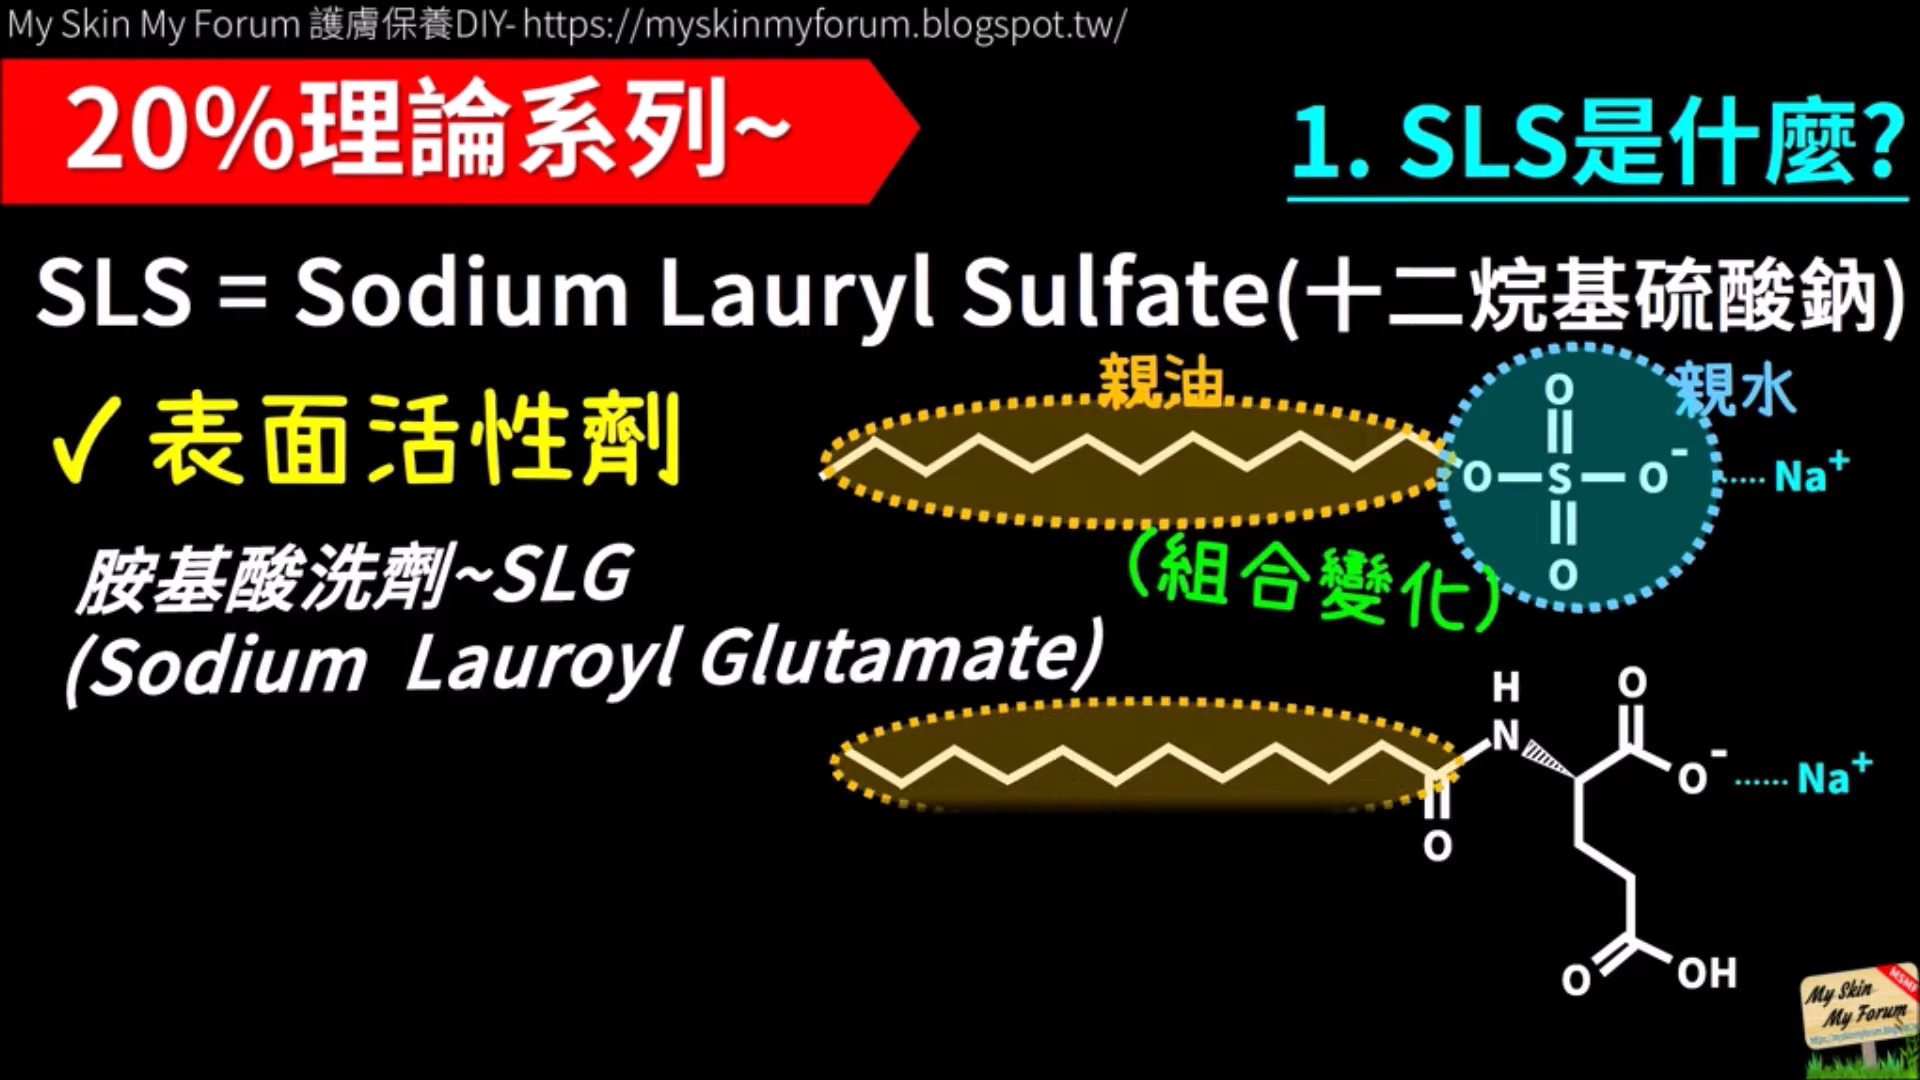 My Skin My Forum 護膚保養DIY- https://myskinmyforum.blogspot.tw/
20%理論系列~
1. SLS是什麼?
SLS = Sodium Lauryl Sulfate(十二烷基硫酸鈉)
✓ 表面活性劑
親油
親水
O
O S O⁻ Na⁺
O
(組合變化)
胺基酸洗劑~SLG
(Sodium Lauroyl Glutamate)
H
N
O
O⁻ Na⁺
O
O OH
MSMF
My Skin
My Forum